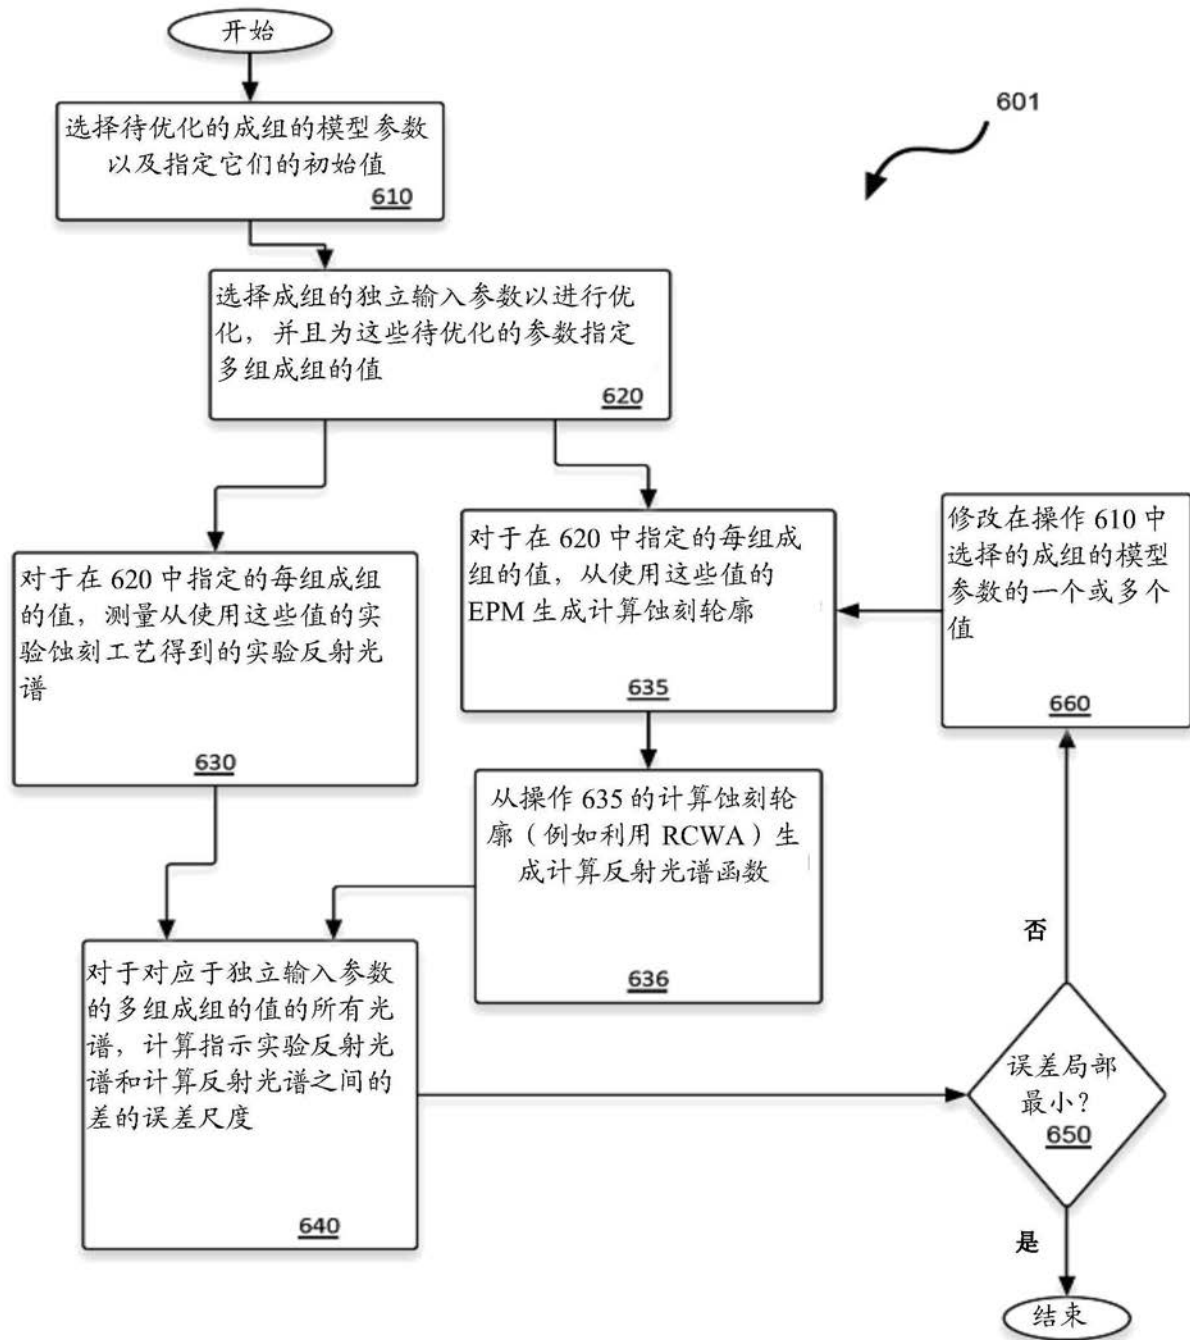 开始
601
选择待优化的成组的模型参数
以及指定它们的初始值
610
选择成组的独立输入参数以进行优
化，并且为这些待优化的参数指定
多组成组的值
620
对于在 620 中指定的每组成组
的值，测量从使用这些值的实
验蚀刻工艺得到的实验反射光
谱
630
对于在 620 中指定的每组成
组的值，从使用这些值的
EPM 生成计算蚀刻轮廓
635
修改在操作 610 中
选择的成组的模型
参数的一个或多个
值
660
从操作 635 的计算蚀刻轮
廓（例如利用 RCWA）生
成计算反射光谱函数
636
对于对应于独立输入参数
的多组成组的值的所有光
谱，计算指示实验反射光
谱和计算反射光谱之间的
差的误差尺度
640
否
误差局部
最小？
650
是
结束